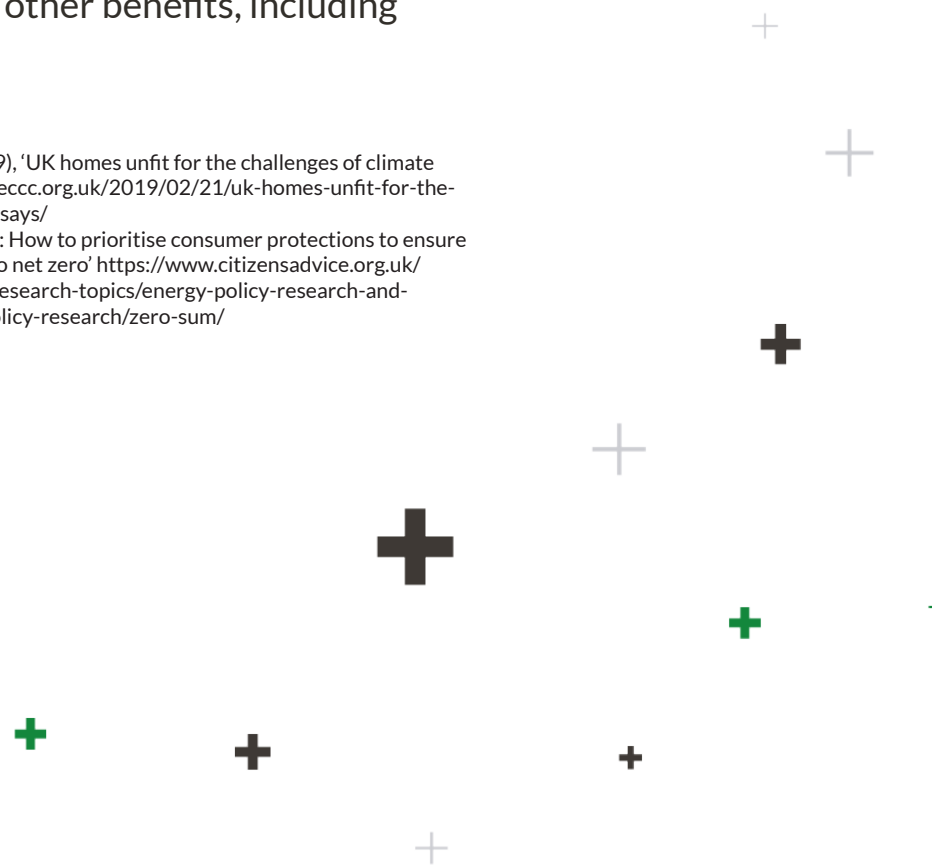 other benefits, including
9), ‘UK homes unfit for the challenges of climate
eccc.org.uk/2019/02/21/uk-homes-unfit-for-the-
says/
: How to prioritise consumer protections to ensure
o net zero’ https://www.citizensadvice.org.uk/
esearch-topics/energy-policy-research-and-
licy-research/zero-sum/